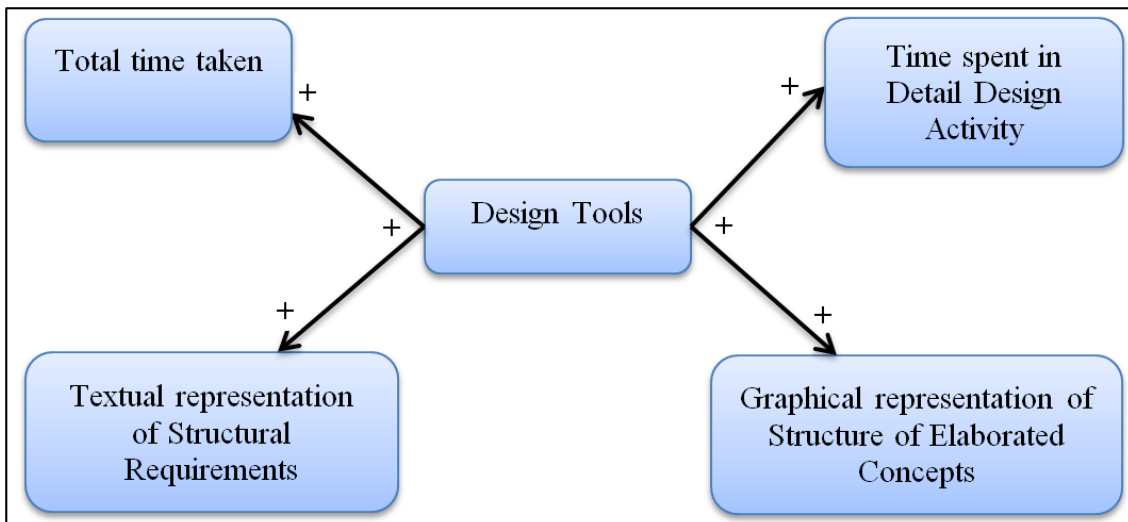 Total time taken
+
Time spent in
Detail Design
Activity
+
Design Tools
+
+
+
+
Textual representation
of Structural
Requirements
Graphical representation of
Structure of Elaborated
Concepts